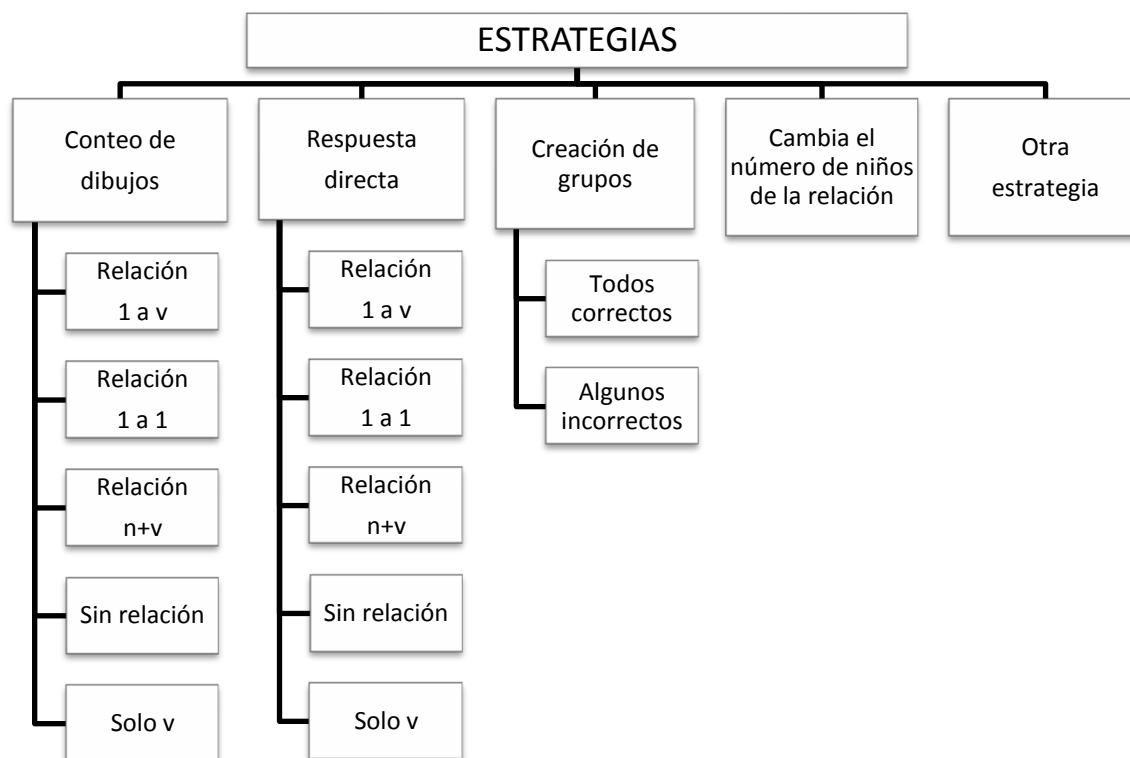 ESTRATEGIAS
Conteo de
dibujos
Relación
1 a v
Relación
1 a 1
Relación
n+v
Sin relación
Solo v
Respuesta
directa
Relación
1 a v
Relación
1 a 1
Relación
n+v
Sin relación
Solo v
Creación de
grupos
Todos
correctos
Algunos
incorrectos
Cambia el
número de niños
de la relación
Otra
estrategia